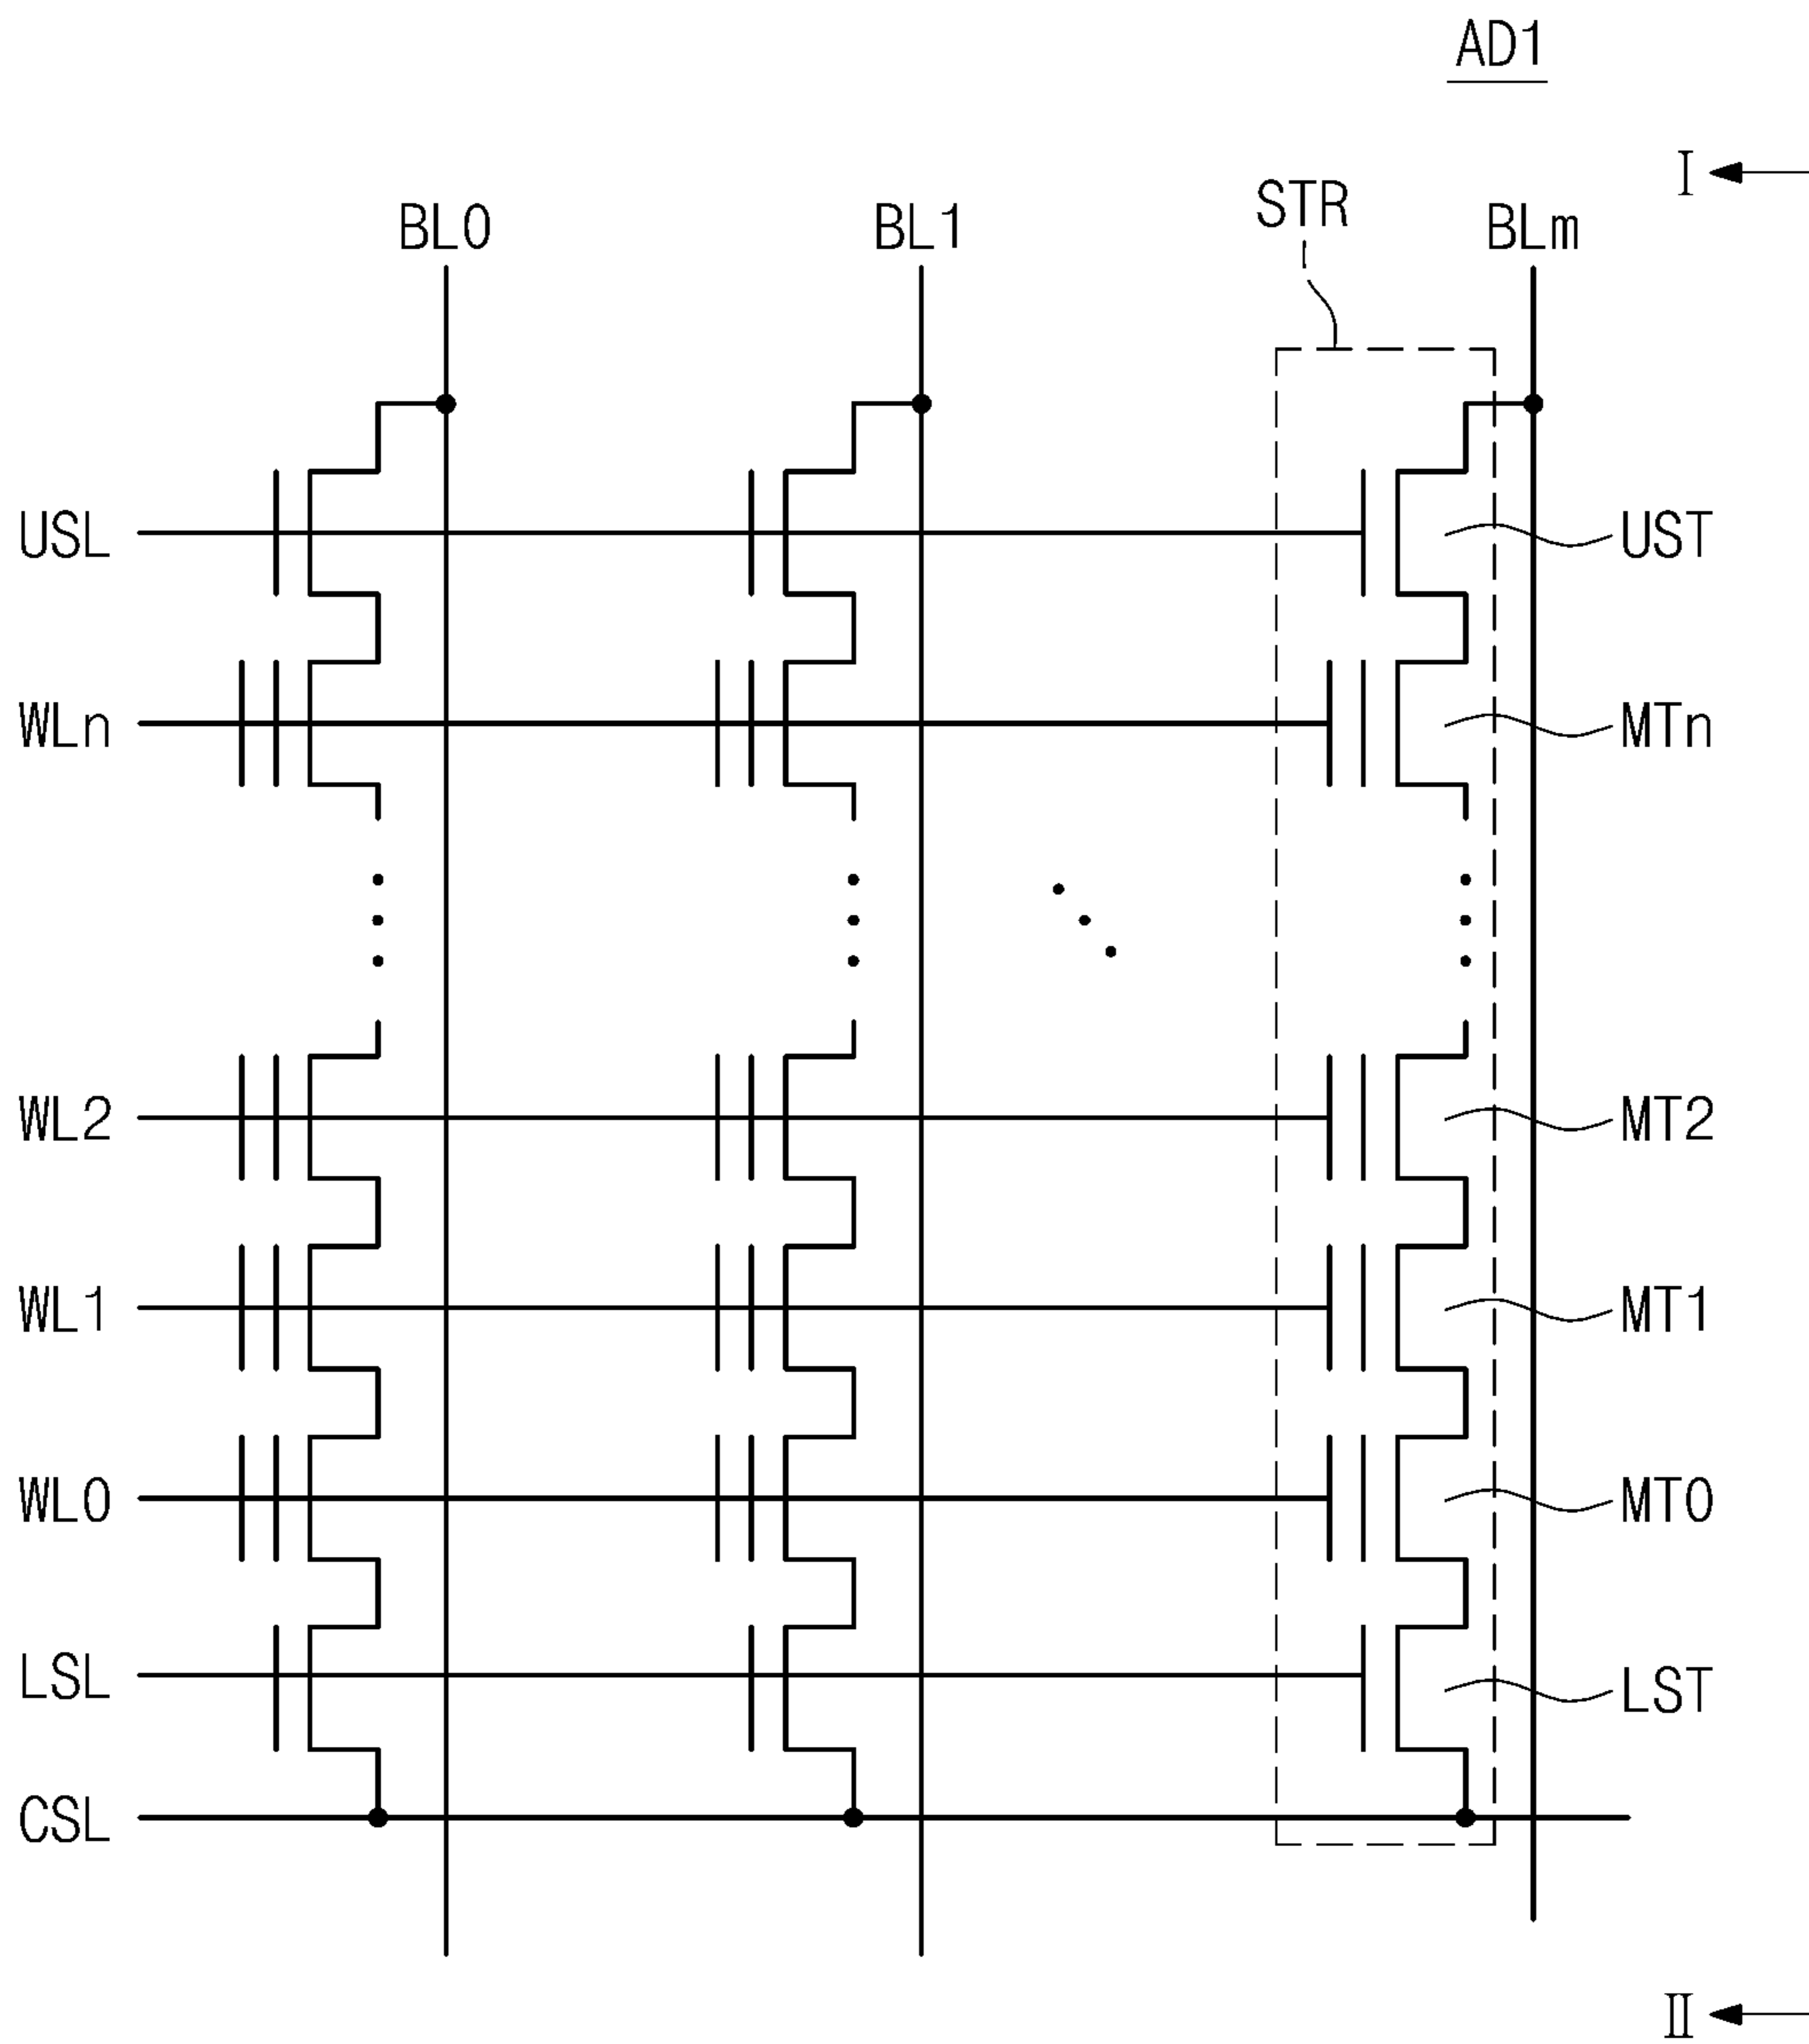 AD1
I
STR
BL0 BL1 BLm
USL UST
WLn MTn
WL2 MT2
WL1 MT1
WL0 MT0
LSL LST
CSL
II